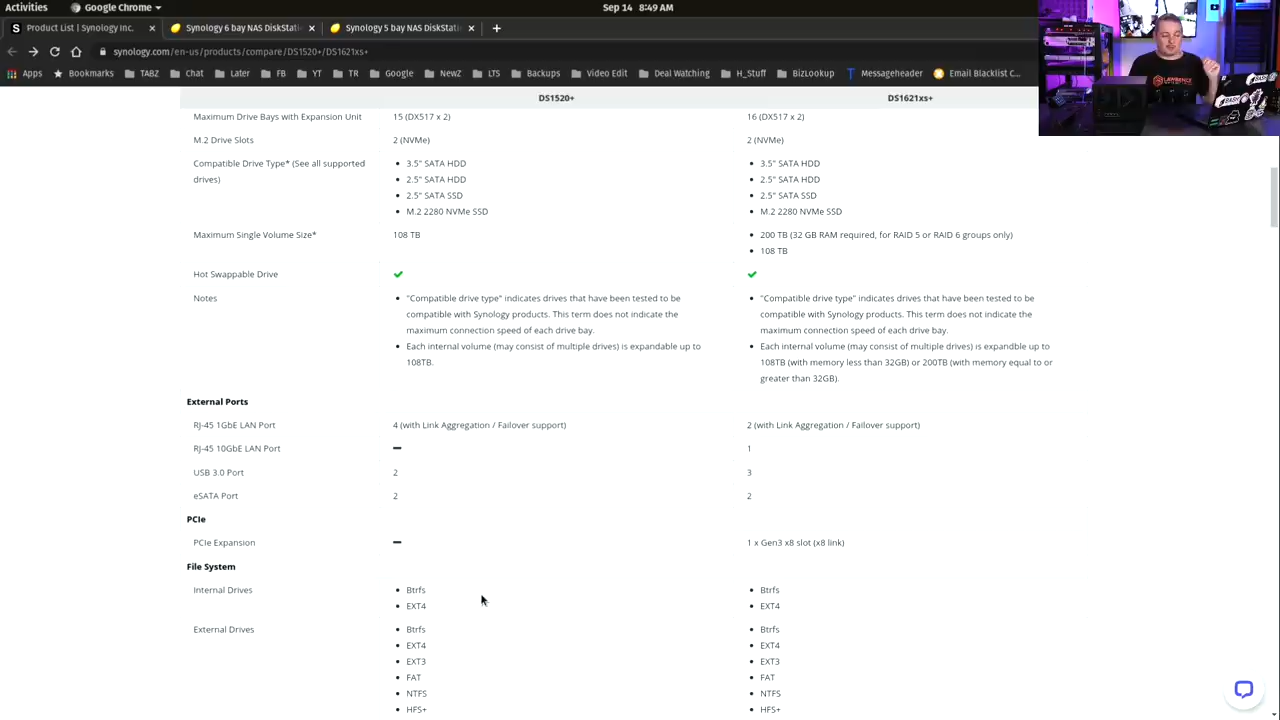 Google Chrome
Sep 14 8:49 AM
S Product List | Synology Inc.
Synology 6 bay NAS DiskStati
Synology 5 bay NAS DiskStati
synology.com/en-us/products/compare/DS1520+/DS1621xs+
Apps Bookmarks TABZ Chat Later FB YT PF Google NewZ LTS Backups Video Edit Deal Watching H_Stuff BizLookup Messageheader Email Blacklist C...
LAWRENCE
DS1520+ DS1621xs+
Maximum Drive Bays with Expansion Unit 15 (DX517 x 2) 16 (DX517 x 2)
M.2 Drive Slots 2 (NVMe) 2 (NVMe)
Compatible Drive Type* (See all supported • 3.5" SATA HDD • 3.5" SATA HDD
drives) • 2.5" SATA HDD • 2.5" SATA HDD
• 2.5" SATA SSD • 2.5" SATA SSD
• M.2 2280 NVMe SSD • M.2 2280 NVMe SSD
Maximum Single Volume Size* 108 TB • 200 TB (32 GB RAM required, for RAID 5 or RAID 6 groups only)
• 108 TB
Hot Swappable Drive
Notes • "Compatible drive type" indicates drives that have been tested to be • "Compatible drive type" indicates drives that have been tested to be
compatible with Synology products. This term does not indicate the compatible with Synology products. This term does not indicate the
maximum connection speed of each drive bay. maximum connection speed of each drive bay.
• Each internal volume (may consist of multiple drives) is expandable up to • Each internal volume (may consist of multiple drives) is expandble up to
108TB. 108TB (with memory less than 32GB) or 200TB (with memory equal to or
greater than 32GB).
External Ports
RJ-45 1GbE LAN Port 4 (with Link Aggregation / Failover support) 2 (with Link Aggregation / Failover support)
RJ-45 10GbE LAN Port 1
USB 3.0 Port 2 3
eSATA Port 2 2
PCIe
PCIe Expansion 1 x Gen3 x8 slot (x8 link)
File System
Internal Drives • Btrfs • Btrfs
• EXT4 • EXT4
External Drives • Btrfs • Btrfs
• EXT4 • EXT4
• EXT3 • EXT3
• FAT • FAT
• NTFS • NTFS
• HFS+ • HFS+